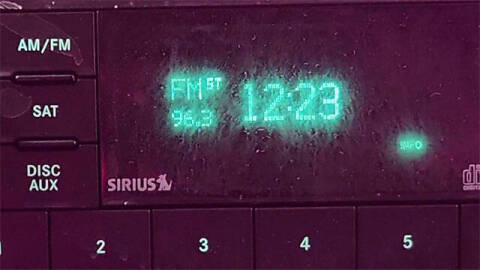 AM/FM
FM ST 12:23
SAT
96.3
INFO
DISC
AUX
SIRIUS
2 3 4 5